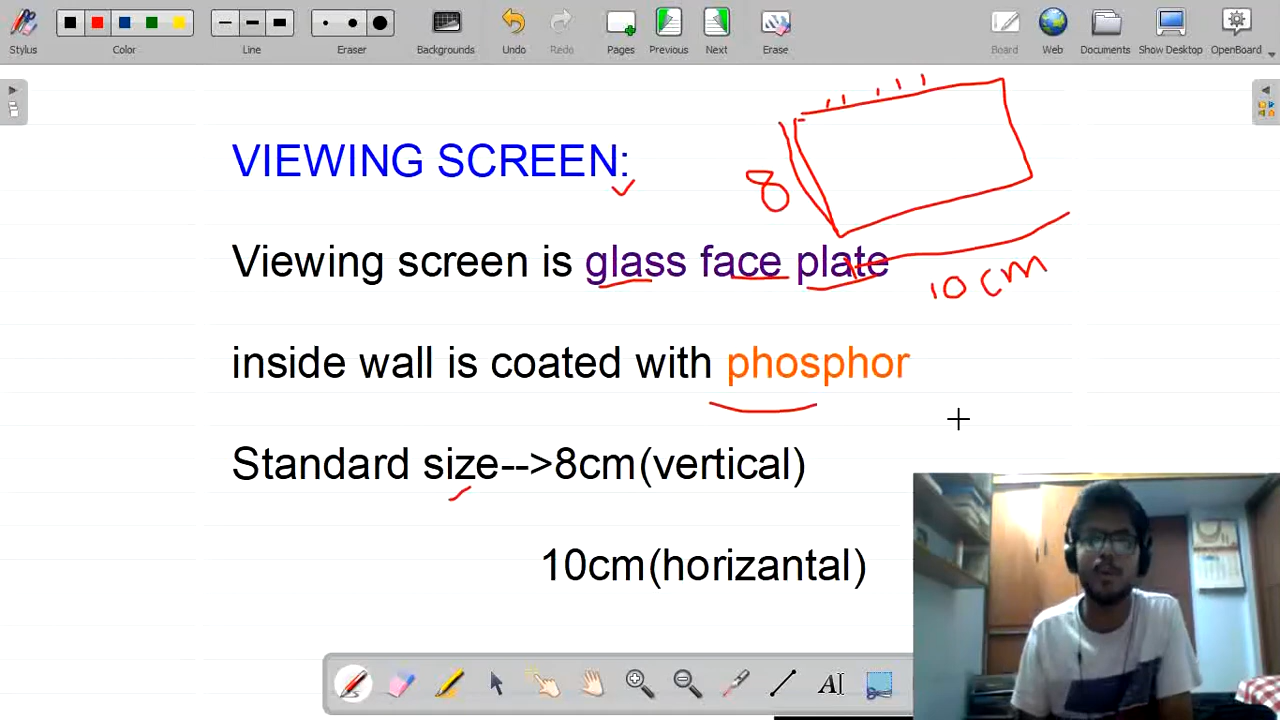 Stylus Color Line Eraser Backgrounds Undo Redo Pages Previous Next Erase Board Web Documents Show Desktop OpenBoard
VIEWING SCREEN:
8
Viewing screen is glass face plate
10 cm
inside wall is coated with phosphor
Standard size-->8cm(vertical)
10cm(horizantal)